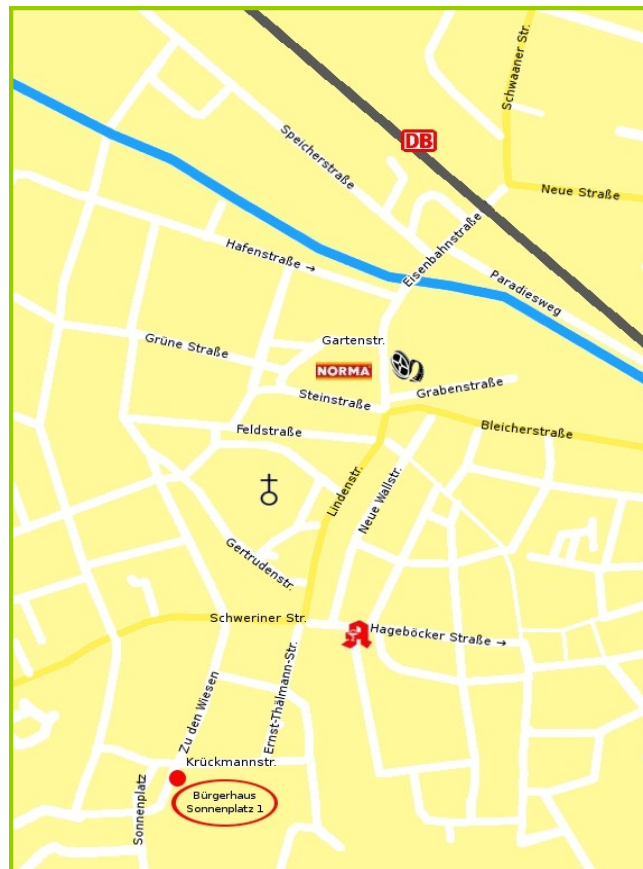 Schwaaner Str.
DB
Speicherstraße
Neue Straße
Eisenbahnstraße
Hafenstraße →
Paradiesweg
Gartenstr.
Grüne Straße
NORMA
Grabenstraße
Steinstraße
Bleicherstraße
Feldstraße
Lindenstr.
Neue Wallstr.
Gertrudenstr.
Schweriner Str.
Hageböcker Straße →
Ernst-Thälmann-Str.
Zu den Wiesen
Krückmannstr.
Sonnenplatz
Bürgerhaus
Sonnenplatz 1